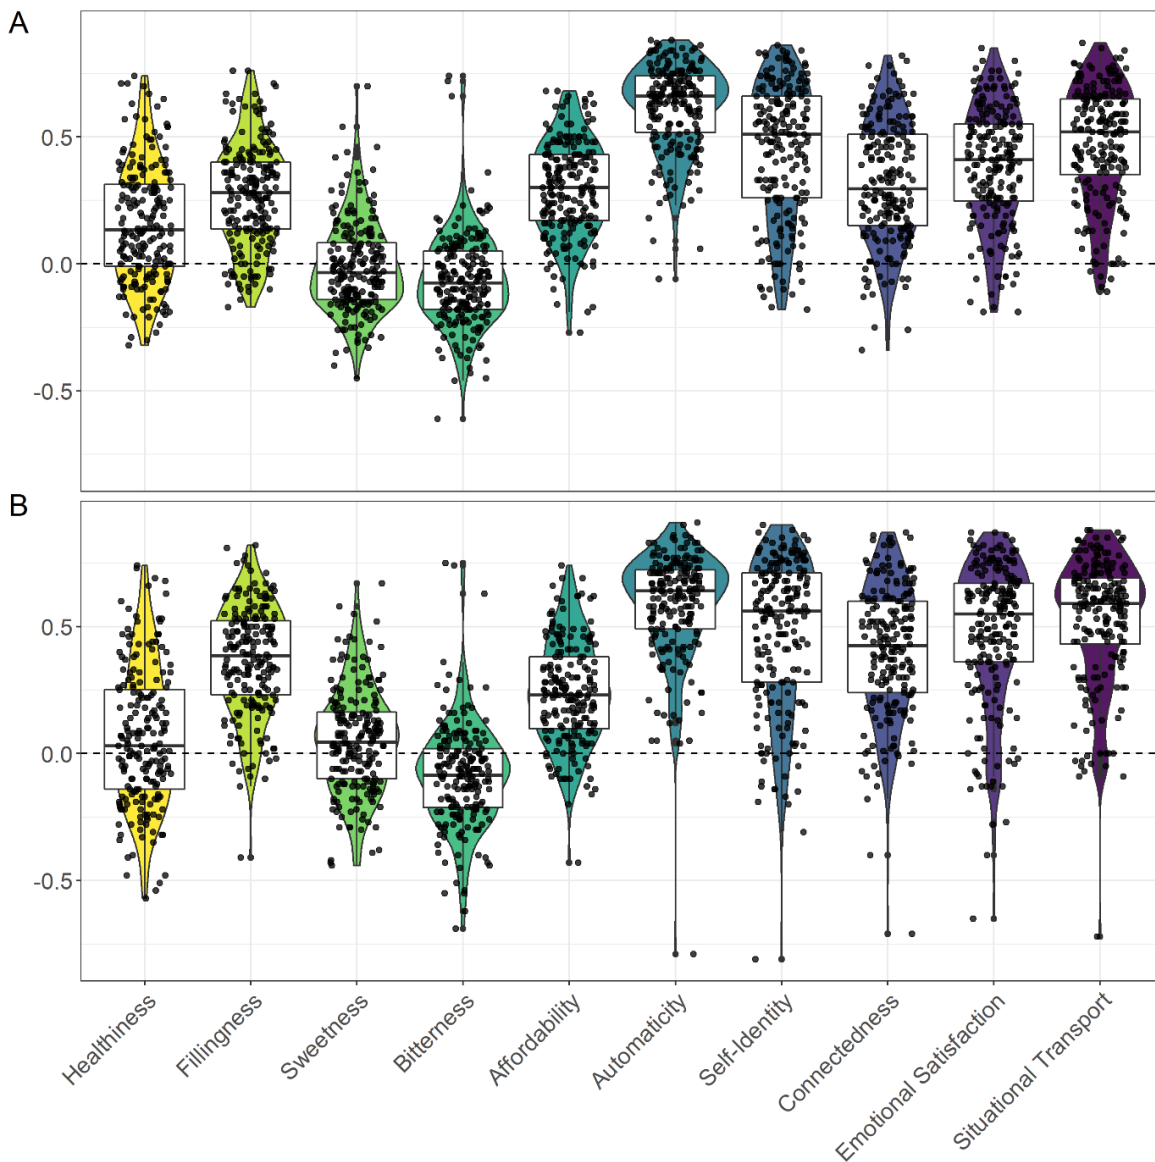 A
0.5
0.0
-0.5
B
0.5
0.0
-0.5
Healthiness
Fillingness
Sweetness
Bitterness
Affordability
Automaticity
Self-Identity
Connectedness
Emotional Satisfaction
Situational Transport